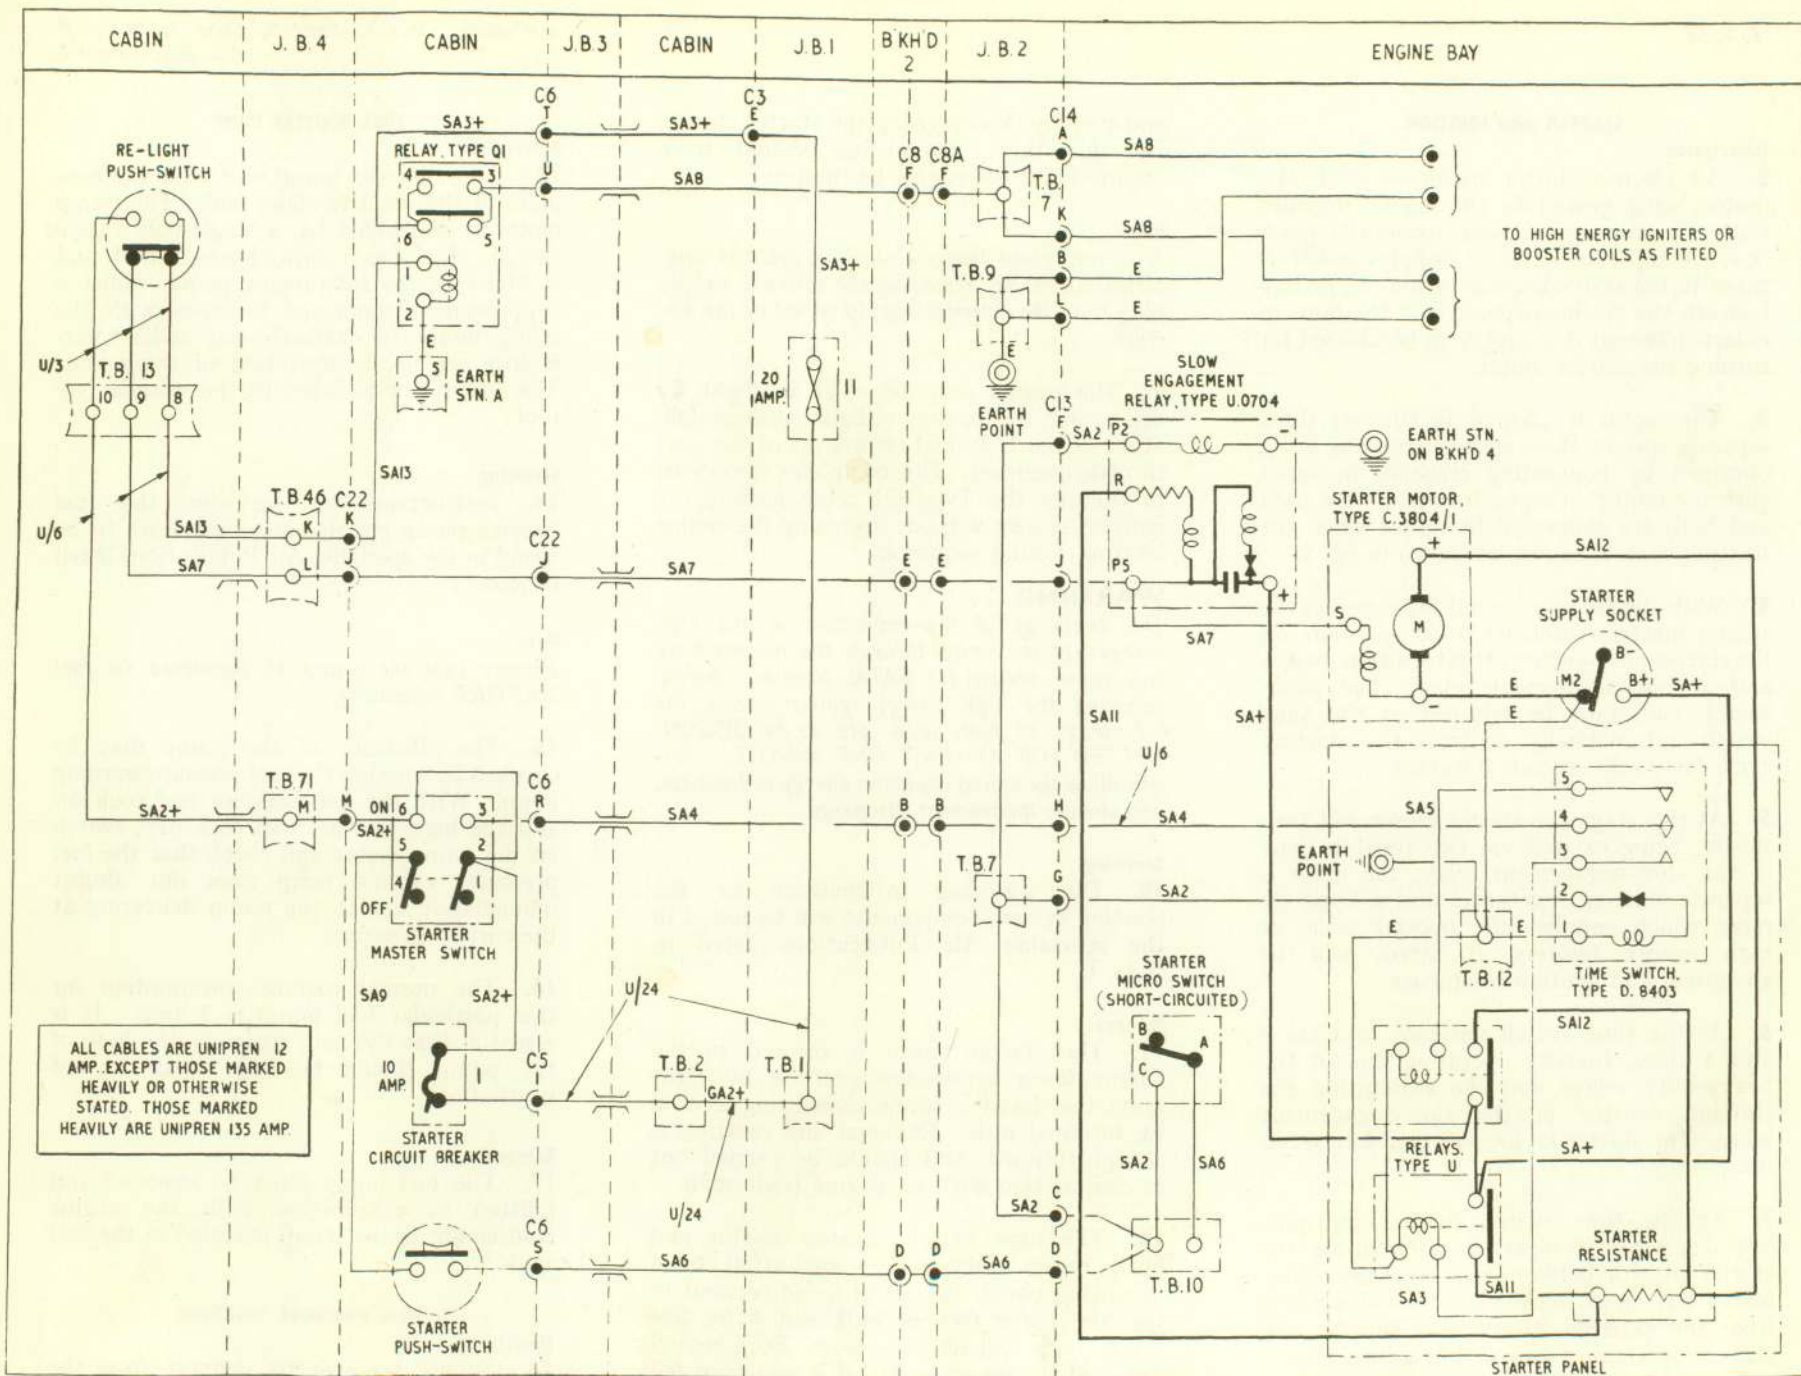 CABIN
J. B. 4
CABIN
J.B.3
CABIN
J.B.1
B'KH'D
2
J. B. 2
ENGINE BAY
RE-LIGHT
PUSH-SWITCH
U/3
T.B. 13
10
9
8
U/6
SA13
SA7
SA3+
RELAY, TYPE Q1
4
3
6
5
1
2
E
5
EARTH
STN. A
SA13
T.B.46
C22
K
K
L
J
C6
T
U
SA3+
SA8
C3
E
SA3+
20
AMP.
11
C8
C8A
F
F
T.B.
7
C14
A
K
B
L
SA8
SA8
E
E
TO HIGH ENERGY IGNITERS OR
BOOSTER COILS AS FITTED
T.B.9
E
EARTH
POINT
SLOW
ENGAGEMENT
RELAY, TYPE U.0704
C13
F
SA2
P2
-
R
P5
+
EARTH STN.
ON B'KH'D 4
C22
J
SA7
E
E
J
SA7
STARTER MOTOR,
TYPE C.3804/1
+
S
M
-
SA12
STARTER
SUPPLY SOCKET
B-
M2
B+
SA+
E
E
SA11
SA+
U/6
SA2+
T.B.71
M
M
SA2+
ON
6
3
5
2
4
1
OFF
STARTER
MASTER SWITCH
C6
R
SA4
B
B
H
SA4
T.B.7
G
SA2
SA5
5
4
3
2
1
EARTH
POINT
E
E
T.B.12
TIME SWITCH,
TYPE D. 8403
SA9
SA2+
10
AMP.
1
STARTER
CIRCUIT BREAKER
C5
I
U/24
T.B.2
GA2+
T.B.1
U/24
ALL CABLES ARE UNIPREN 12
AMP. EXCEPT THOSE MARKED
HEAVILY OR OTHERWISE
STATED. THOSE MARKED
HEAVILY ARE UNIPREN 135 AMP.
STARTER
MICRO SWITCH
(SHORT-CIRCUITED)
B
A
C
SA2
SA6
SA12
RELAYS.
TYPE U
SA+
STARTER
RESISTANCE
SA3
SA11
C6
S
SA6
D
D
SA6
SA2
C
D
T.B.10
STARTER
PUSH-SWITCH
STARTER PANEL